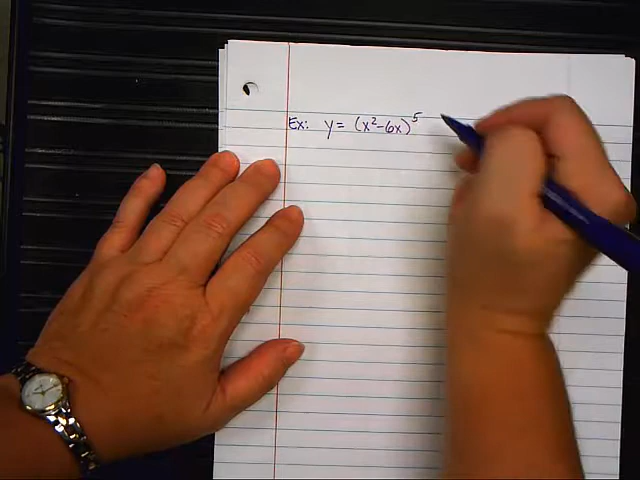 Ex: y = (x²-6x)⁵